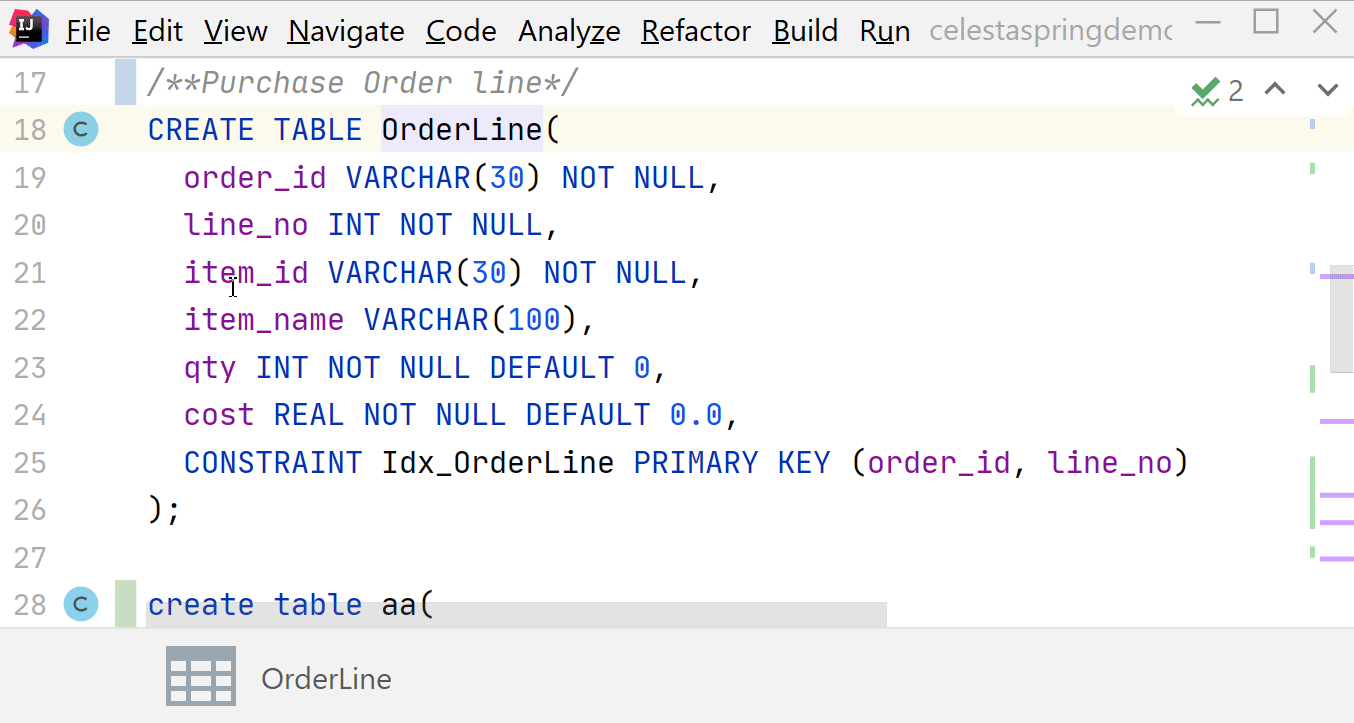 IJ File Edit View Navigate Code Analyze Refactor Build Run celestaspringdemo
17 /**Purchase Order line*/ 2
18 C CREATE TABLE OrderLine(
19 order_id VARCHAR(30) NOT NULL,
20 line_no INT NOT NULL,
21 item_id VARCHAR(30) NOT NULL,
22 item_name VARCHAR(100),
23 qty INT NOT NULL DEFAULT 0,
24 cost REAL NOT NULL DEFAULT 0.0,
25 CONSTRAINT Idx_OrderLine PRIMARY KEY (order_id, line_no)
26 );
27
28 C create table aa(
OrderLine